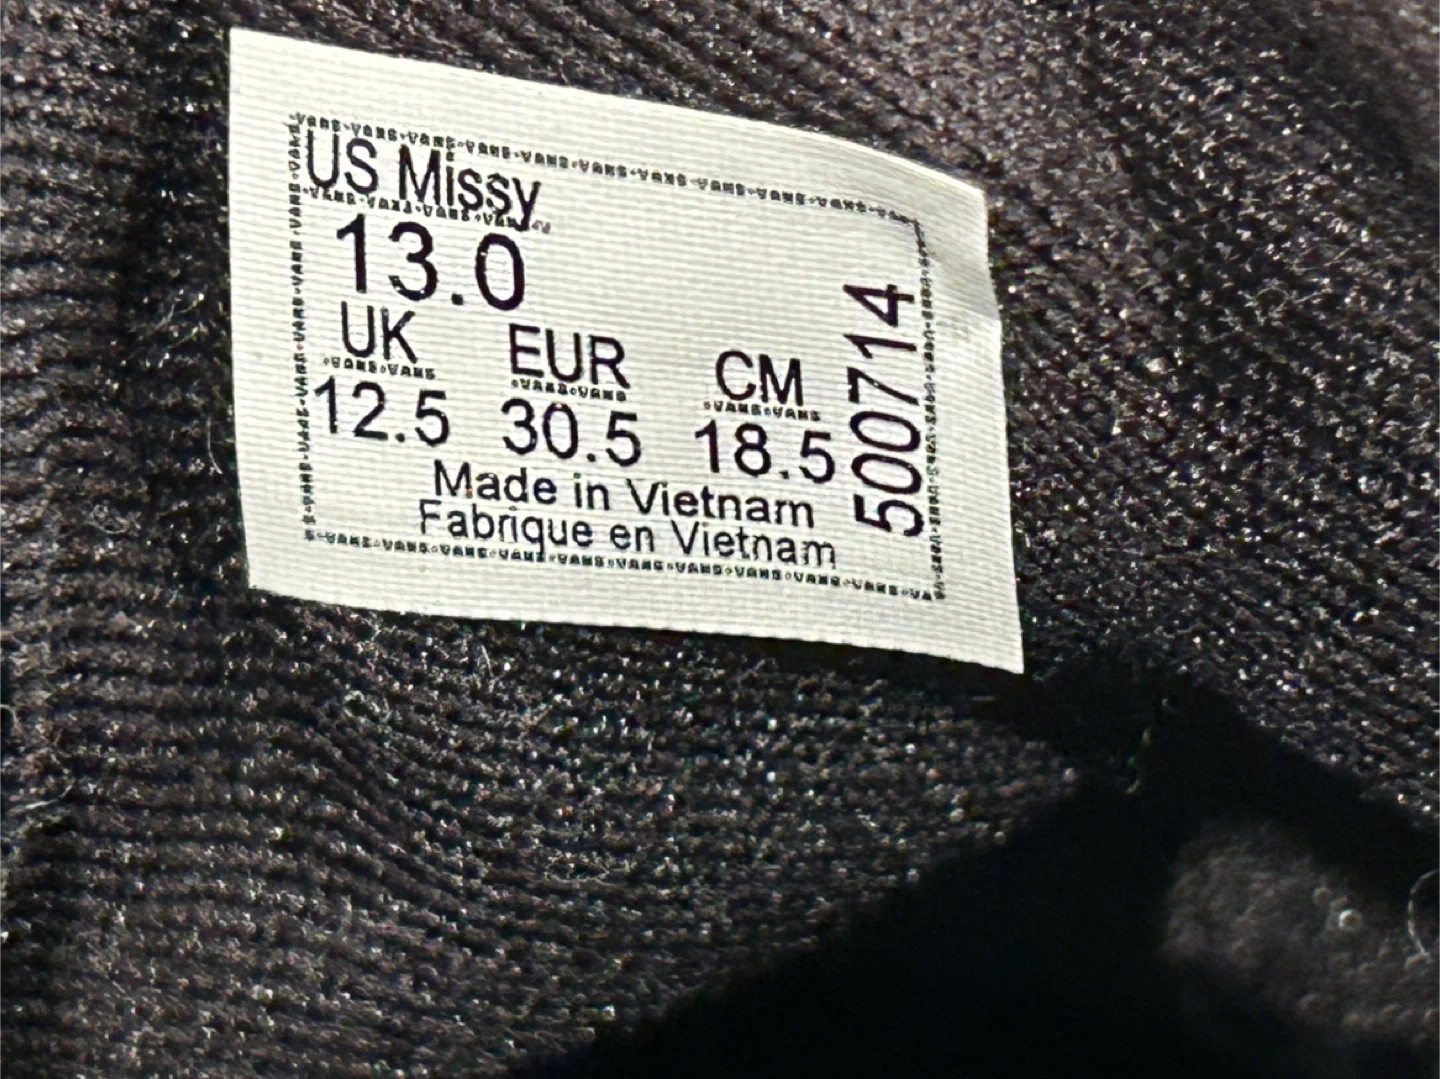 US Missy
13.0
UK EUR CM
12.5 30.5 18.5
Made in Vietnam
Fabrique en Vietnam
500714